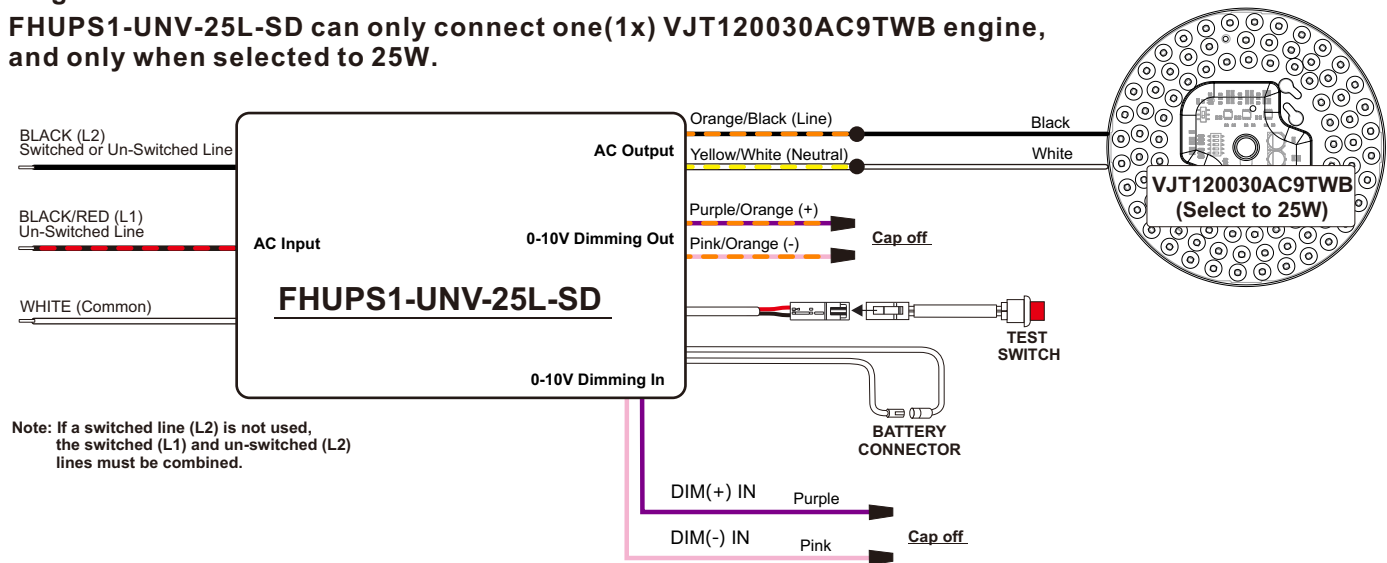 FHUPS1-UNV-25L-SD can only connect one(1x) VJT120030AC9TWB engine,
and only when selected to 25W.
BLACK (L2)
Switched or Un-Switched Line
BLACK/RED (L1)
Un-Switched Line
WHITE (Common)
AC Input
AC Output
0-10V Dimming Out
FHUPS1-UNV-25L-SD
0-10V Dimming In
Orange/Black (Line)
Black
Yellow/White (Neutral)
White
Purple/Orange (+)
Pink/Orange (-)
Cap off
VJT120030AC9TWB
(Select to 25W)
TEST
SWITCH
BATTERY
CONNECTOR
Note: If a switched line (L2) is not used,
the switched (L1) and un-switched (L2)
lines must be combined.
DIM(+) IN
Purple
DIM(-) IN
Pink
Cap off